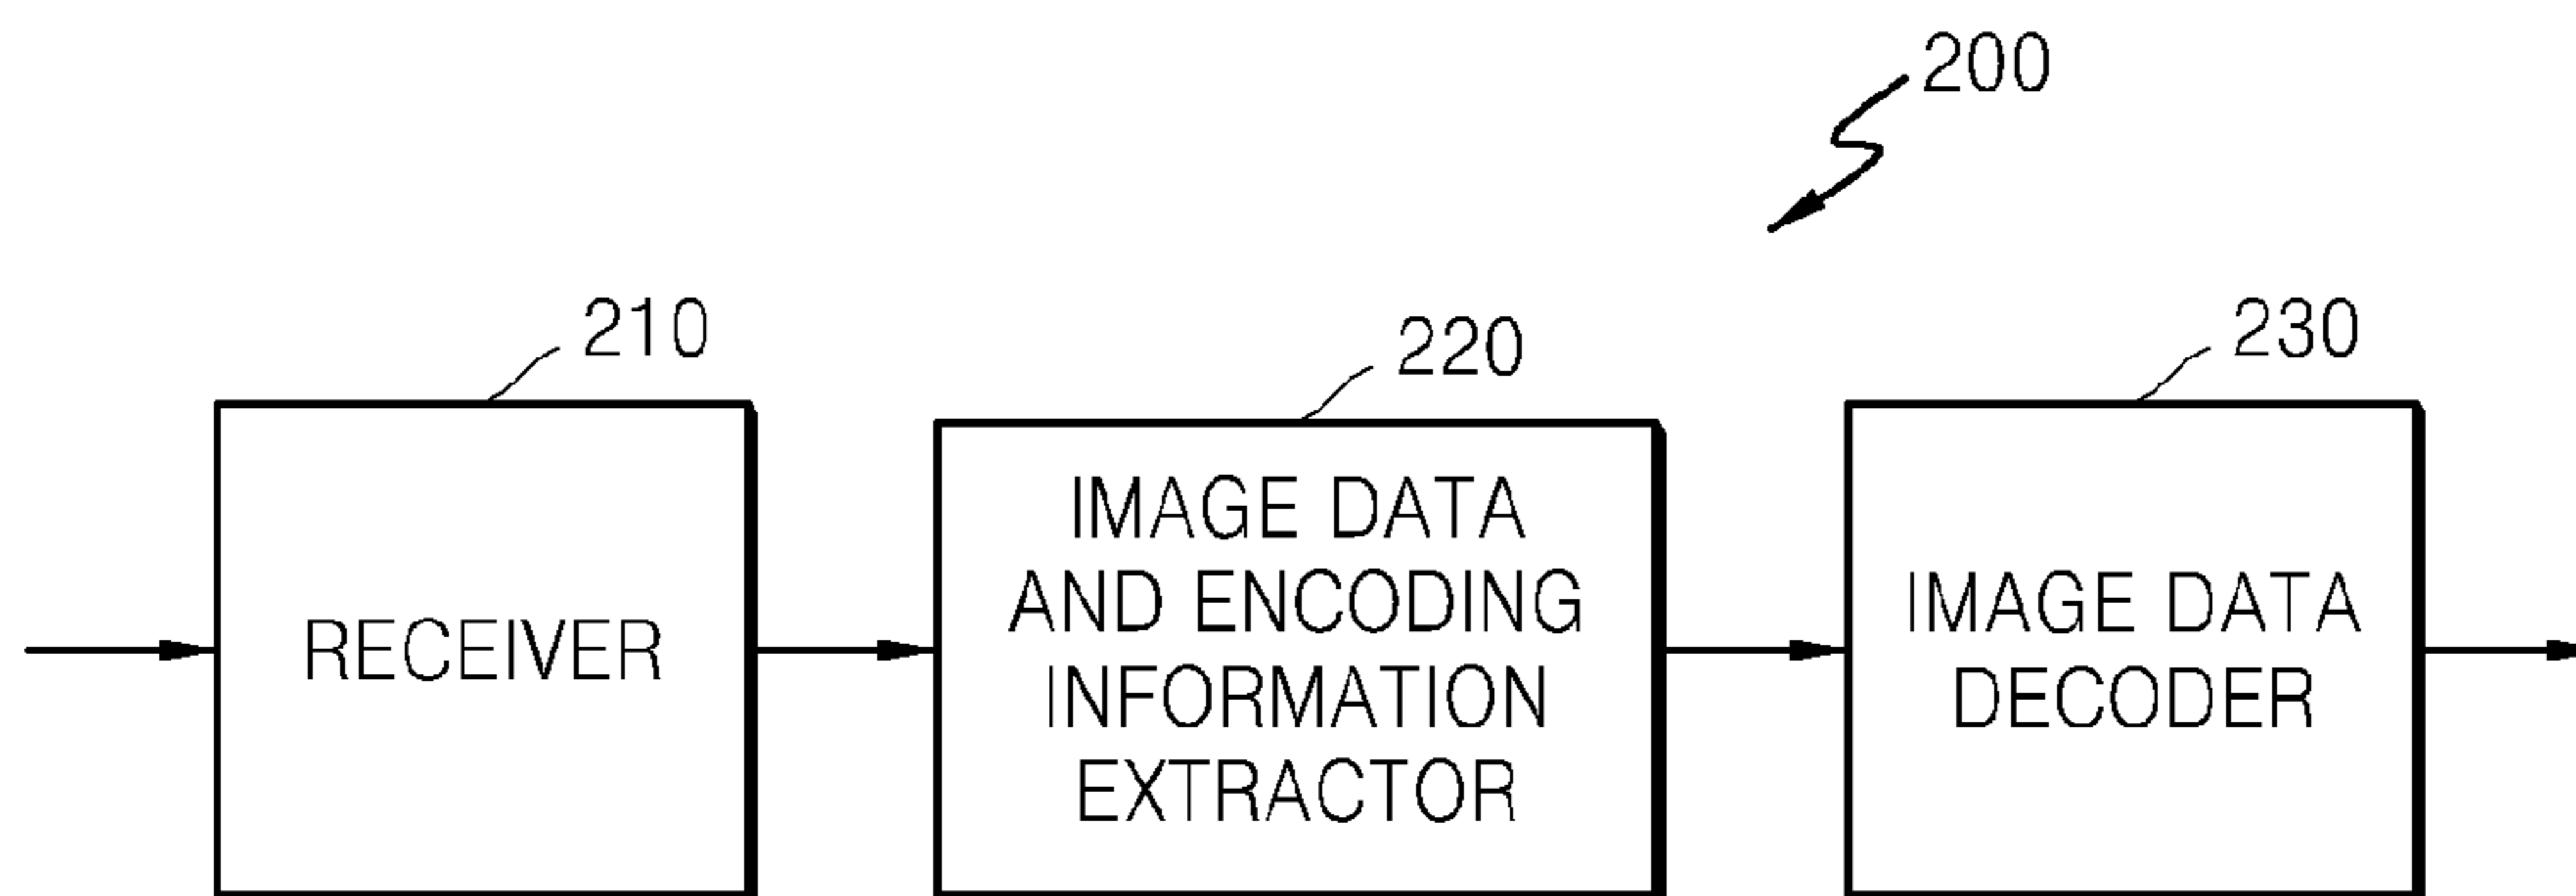 200
210
220
230
RECEIVER
IMAGE DATA
AND ENCODING
INFORMATION
EXTRACTOR
IMAGE DATA
DECODER